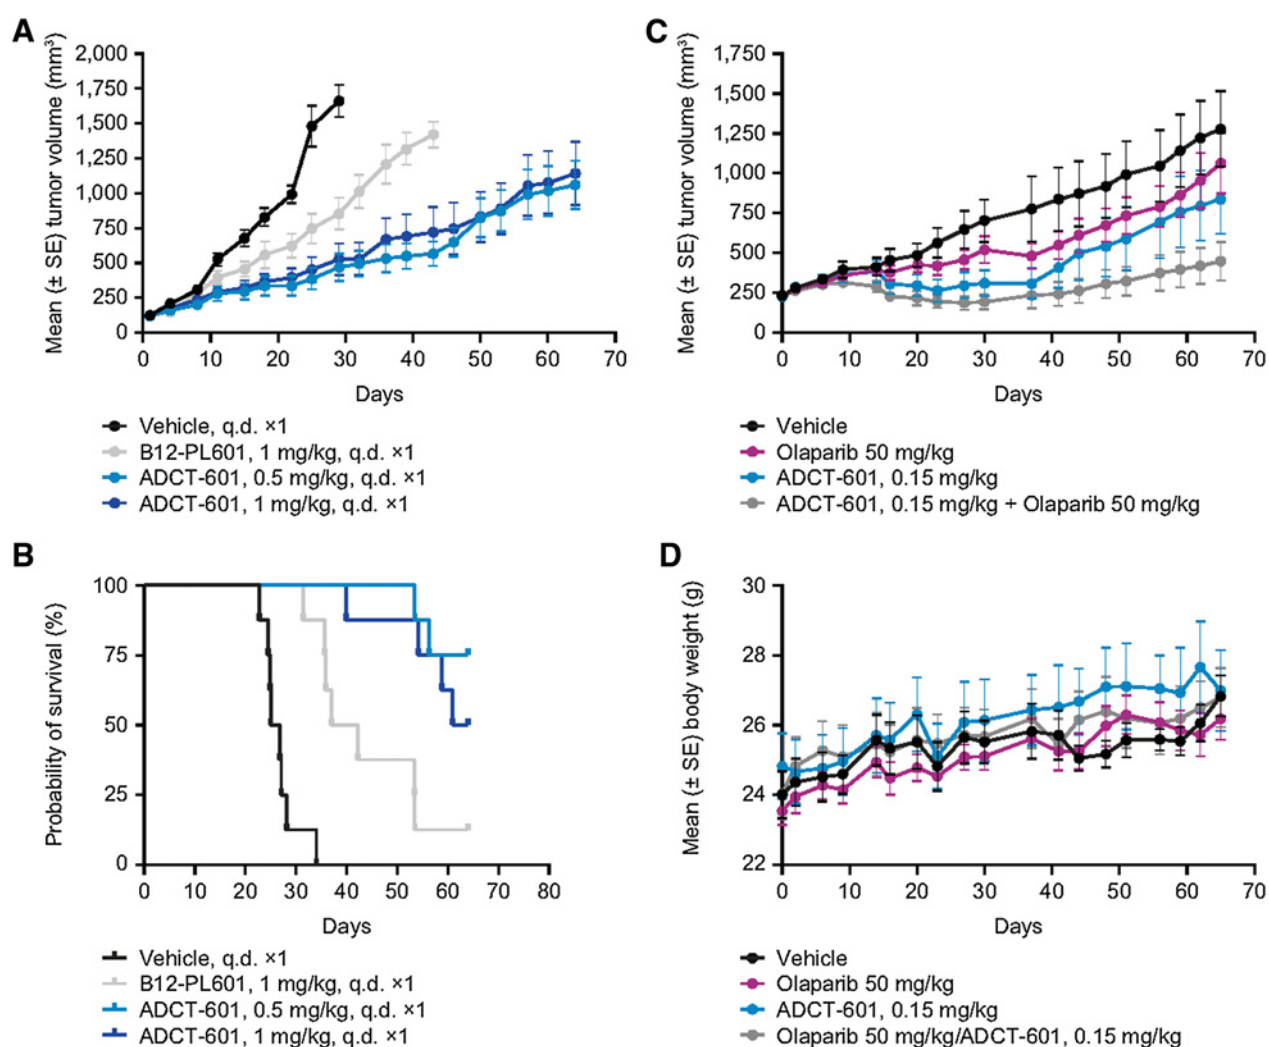 A
Mean (± SE) tumor volume (mm³)
2,000
1,750
1,500
1,250
1,000
750
500
250
0
0 10 20 30 40 50 60 70
Days
Vehicle, q.d. ×1
B12-PL601, 1 mg/kg, q.d. ×1
ADCT-601, 0.5 mg/kg, q.d. ×1
ADCT-601, 1 mg/kg, q.d. ×1
C
Mean (± SE) tumor volume (mm³)
1,750
1,500
1,250
1,000
750
500
250
0
0 10 20 30 40 50 60 70
Days
Vehicle
Olaparib 50 mg/kg
ADCT-601, 0.15 mg/kg
ADCT-601, 0.15 mg/kg + Olaparib 50 mg/kg
B
Probability of survival (%)
100
75
50
25
0
0 10 20 30 40 50 60 70 80
Days
Vehicle, q.d. ×1
B12-PL601, 1 mg/kg, q.d. ×1
ADCT-601, 0.5 mg/kg, q.d. ×1
ADCT-601, 1 mg/kg, q.d. ×1
D
Mean (± SE) body weight (g)
30
28
26
24
22
0 10 20 30 40 50 60 70
Days
Vehicle
Olaparib 50 mg/kg
ADCT-601, 0.15 mg/kg
Olaparib 50 mg/kg/ADCT-601, 0.15 mg/kg